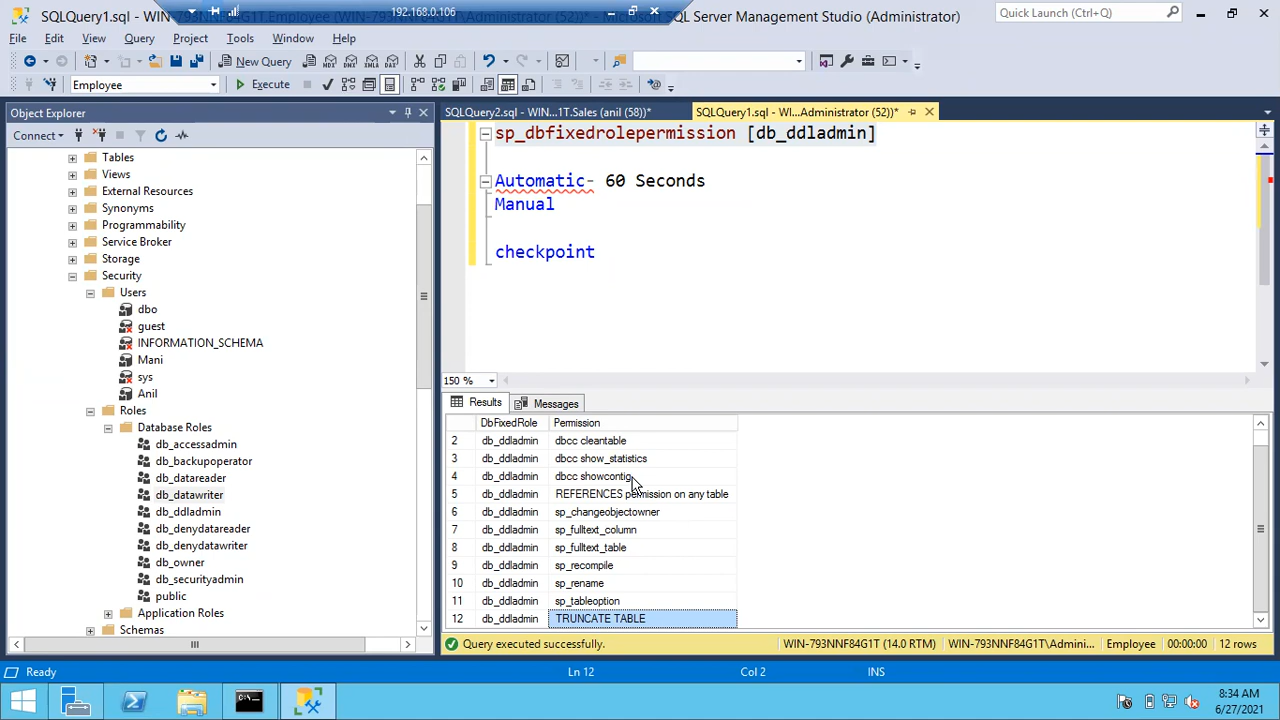 SQLQuery1.sql - WIN-793NNF84G1T.Employee (WIN-793NNF84G1T\Administrator (52))* - Microsoft SQL Server Management Studio (Administrator)
192.168.0.106
Quick Launch (Ctrl+Q)
File Edit View Query Project Tools Window Help
New Query
Employee
Execute
Object Explorer
SQLQuery2.sql - WIN...1T.Sales (anil (58))*
SQLQuery1.sql - WI...Administrator (52))*
Connect
sp_dbfixedrolepermission [db_ddladmin]
Automatic- 60 Seconds
Manual
checkpoint
Tables
Views
External Resources
Synonyms
Programmability
Service Broker
Storage
Security
Users
dbo
guest
INFORMATION_SCHEMA
Mani
sys
Anil
Roles
Database Roles
db_accessadmin
db_backupoperator
db_datareader
db_datawriter
db_ddladmin
db_denydatareader
db_denydatawriter
db_owner
db_securityadmin
public
Application Roles
Schemas
150 %
Results Messages
DbFixedRole Permission
2 db_ddladmin dbcc cleantable
3 db_ddladmin dbcc show_statistics
4 db_ddladmin dbcc showcontig
5 db_ddladmin REFERENCES permission on any table
6 db_ddladmin sp_changeobjectowner
7 db_ddladmin sp_fulltext_column
8 db_ddladmin sp_fulltext_table
9 db_ddladmin sp_recompile
10 db_ddladmin sp_rename
11 db_ddladmin sp_tableoption
12 db_ddladmin TRUNCATE TABLE
Query executed successfully. WIN-793NNF84G1T (14.0 RTM) WIN-793NNF84G1T\Admini... Employee 00:00:00 12 rows
Ready Ln 12 Col 2 INS
8:34 AM
6/27/2021